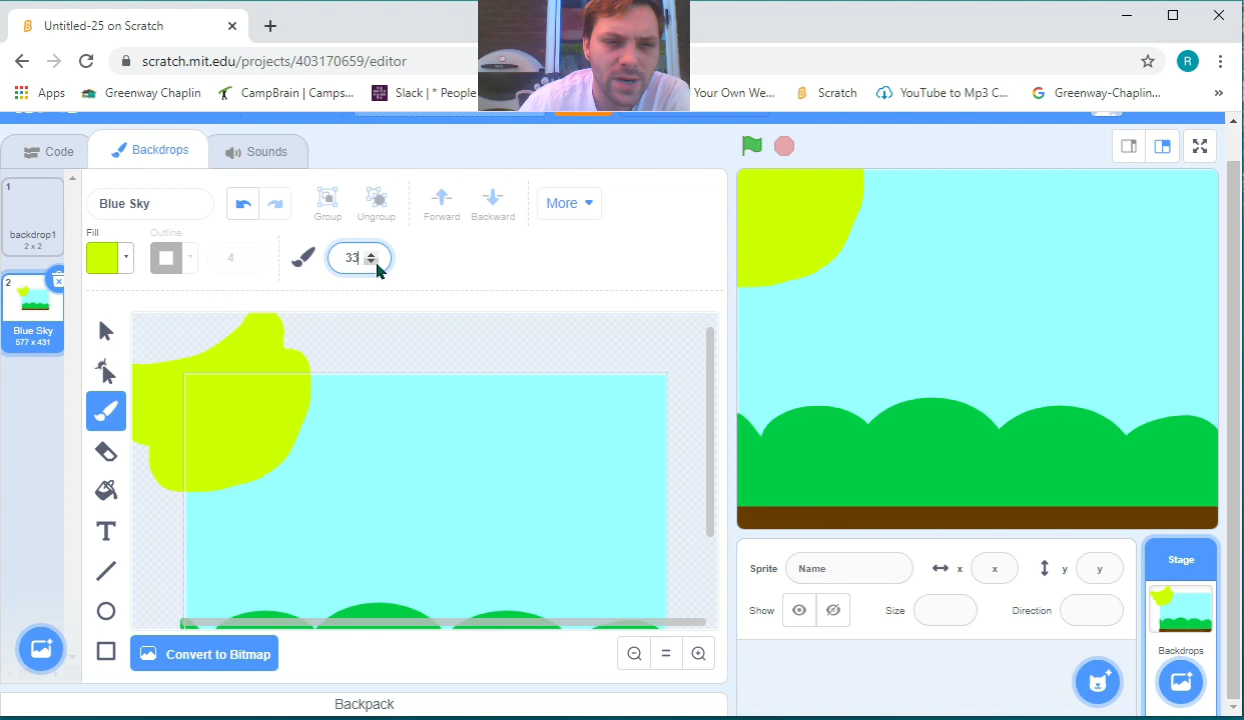 Untitled-25 on Scratch
scratch.mit.edu/projects/403170659/editor
R
Apps
Greenway Chaplin
CampBrain | Camps...
Slack | * People
Your Own We...
Scratch
YouTube to Mp3 C...
Greenway-Chaplin...
»
Code
Backdrops
Sounds
1
backdrop1
2 x 2
2
Blue Sky
577 x 431
Blue Sky
Group
Ungroup
Forward
Backward
More
Fill
Outline
4
33
T
Convert to Bitmap
Backpack
Sprite
Name
x
x
y
y
Show
Size
Direction
Stage
Backdrops